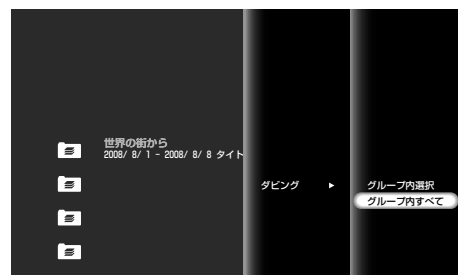 世界の街から
2008/ 8/ 1 - 2008/ 8/ 8 タイト
ダビング ▶
グループ内選択
グループ内すべて